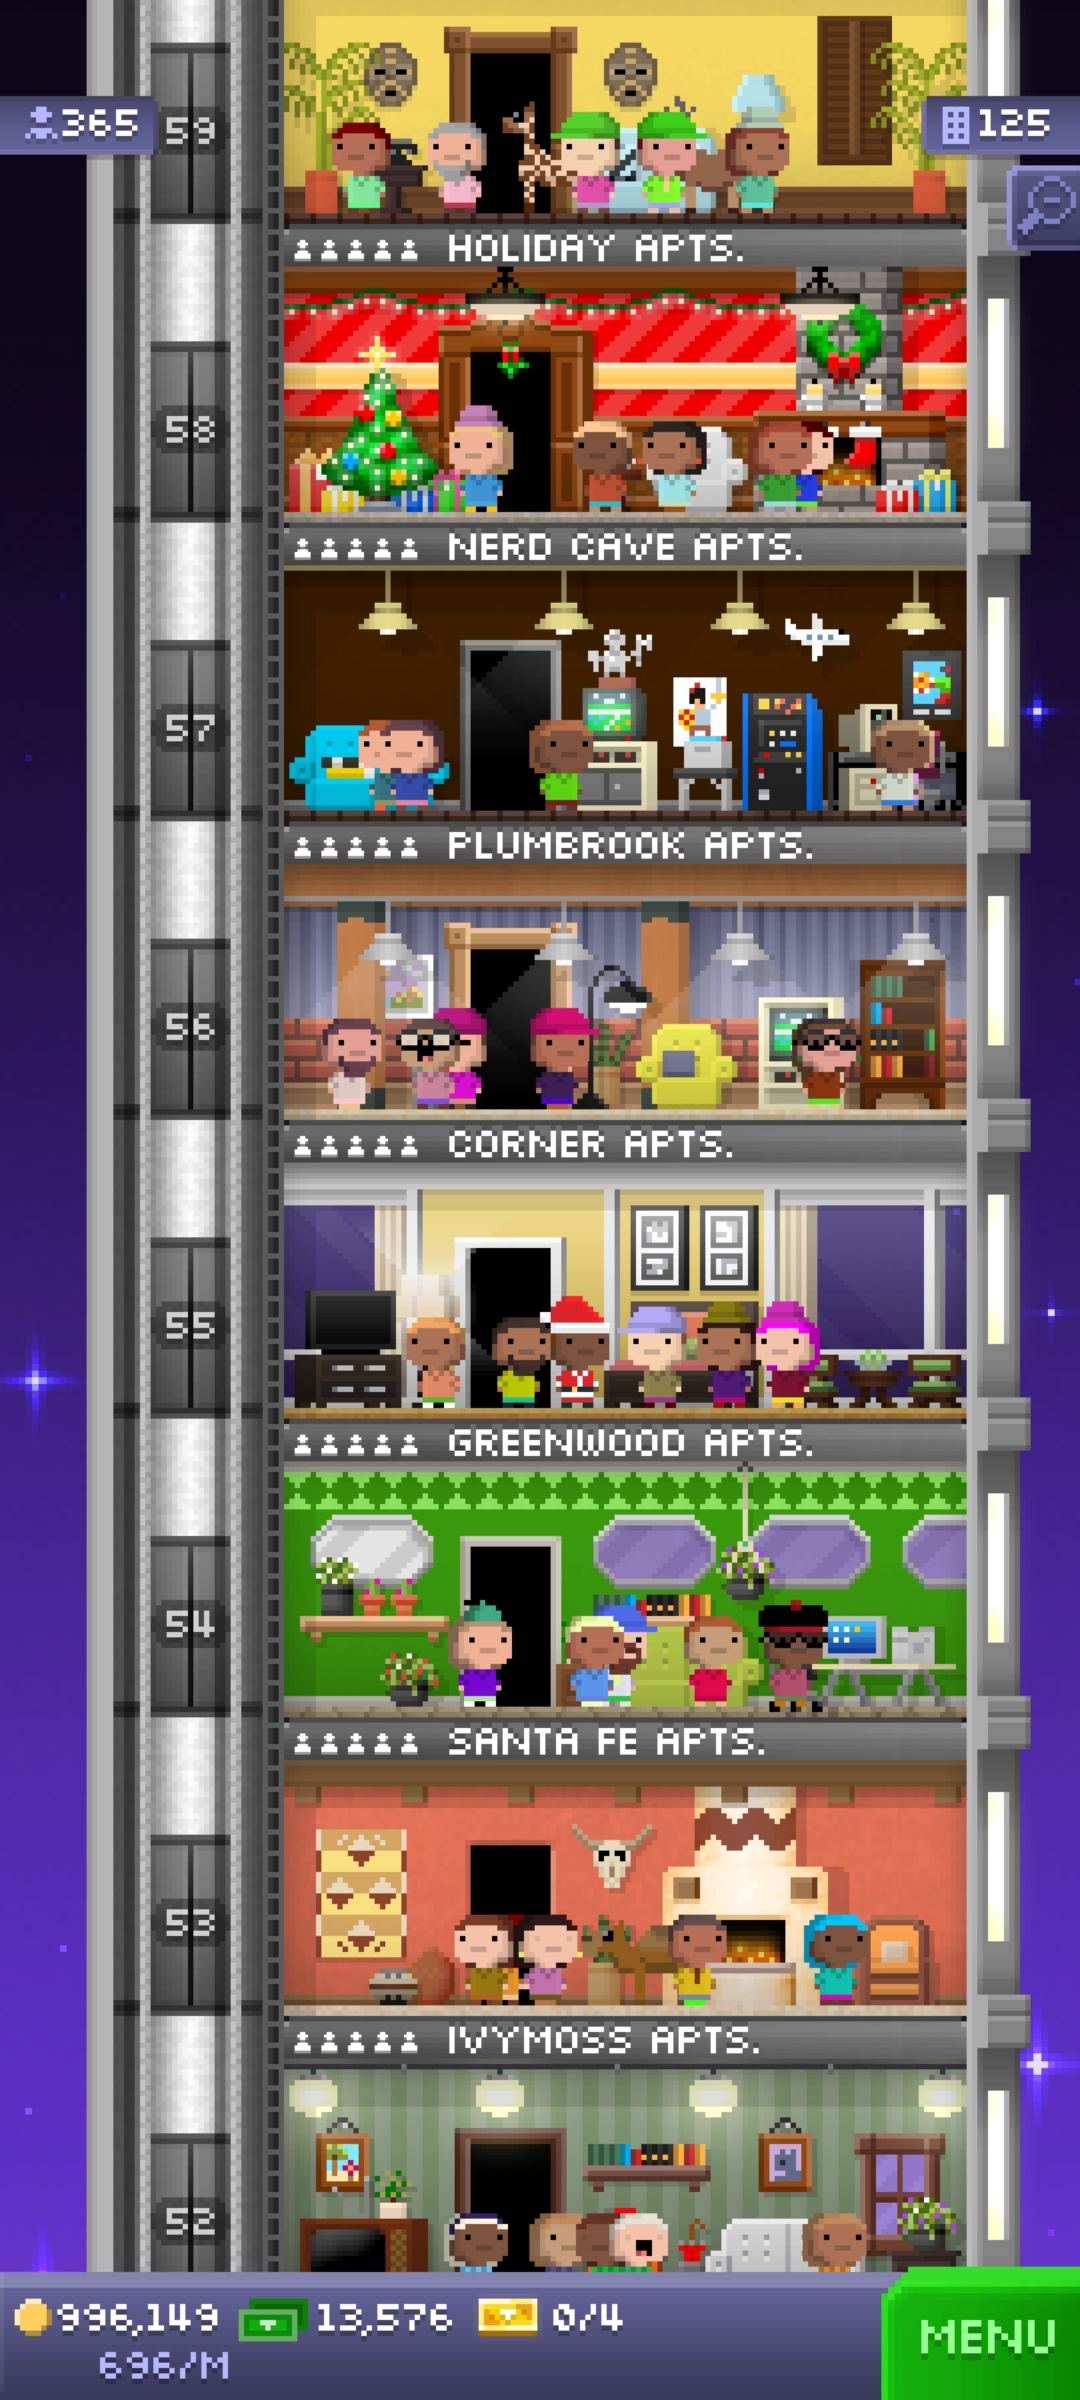 365
59
125
HOLIDAY APTS.
58
NERD CAVE APTS.
57
PLUMBROOK APTS.
56
CORNER APTS.
55
GREENWOOD APTS.
54
SANTA FE APTS.
53
IVYMOSS APTS.
52
996,149 13,576 0/4
696/M
MENU